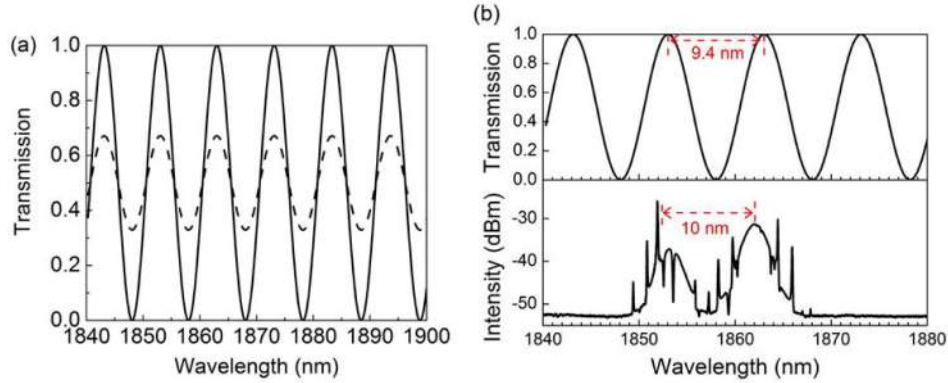 (a)
1.0
0.8
0.6
0.4
0.2
0.0
Transmission
1840 1850 1860 1870 1880 1890 1900
Wavelength (nm)
(b)
1.0
0.8
0.6
0.4
0.2
0.0
Transmission
9.4 nm
-30
-40
-50
Intensity (dBm)
10 nm
1840 1850 1860 1870 1880
Wavelength (nm)